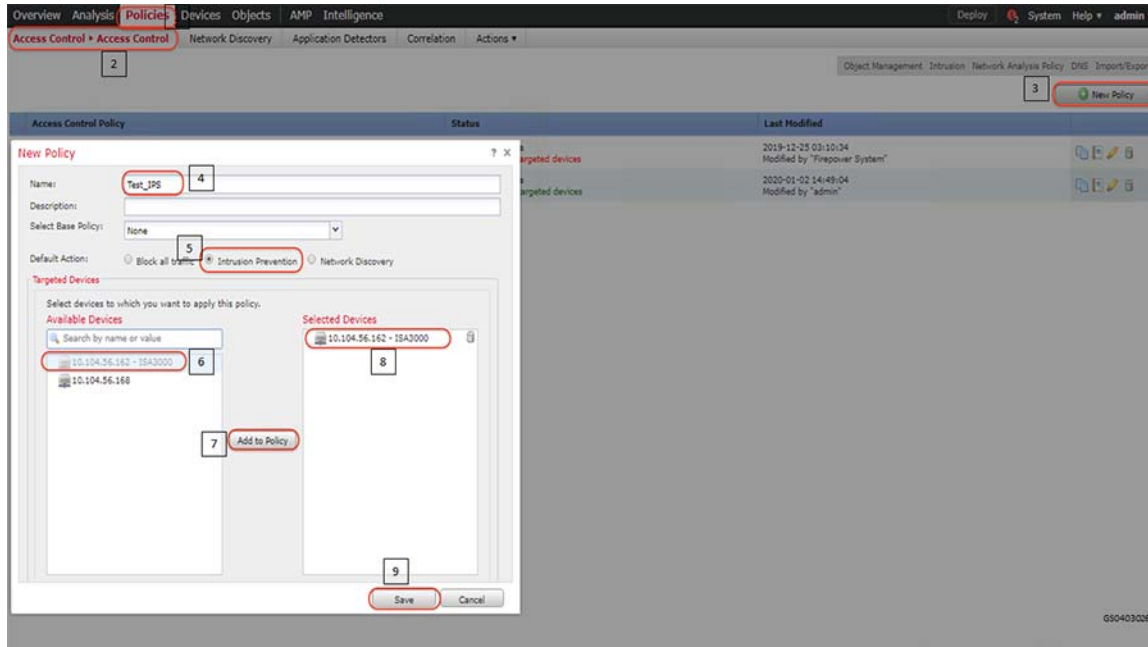 Overview Analysis Policies Devices Objects AMP Intelligence Deploy System Help ▾ admin
Access Control ▸ Access Control Network Discovery Application Detectors Correlation Actions ▾
2
Object Management Intrusion Network Analysis Policy DNS Import/Expor
3 New Policy
Access Control Policy Status Last Modified
New Policy ? X
argeted devices
2019-12-25 03:10:34
Modified by "Firepower System"
Name: Test_IPS 4
argeted devices
2020-01-02 14:49:04
Modified by "admin"
Description:
Select Base Policy: None
5
Default Action: Block all traffic Intrusion Prevention Network Discovery
Targeted Devices
Select devices to which you want to apply this policy.
Available Devices Selected Devices
Search by name or value 10.104.56.162 - ISA3000
10.104.56.162 - ISA3000 6 8
10.104.56.168
7 Add to Policy
9
Save Cancel
GS0403026